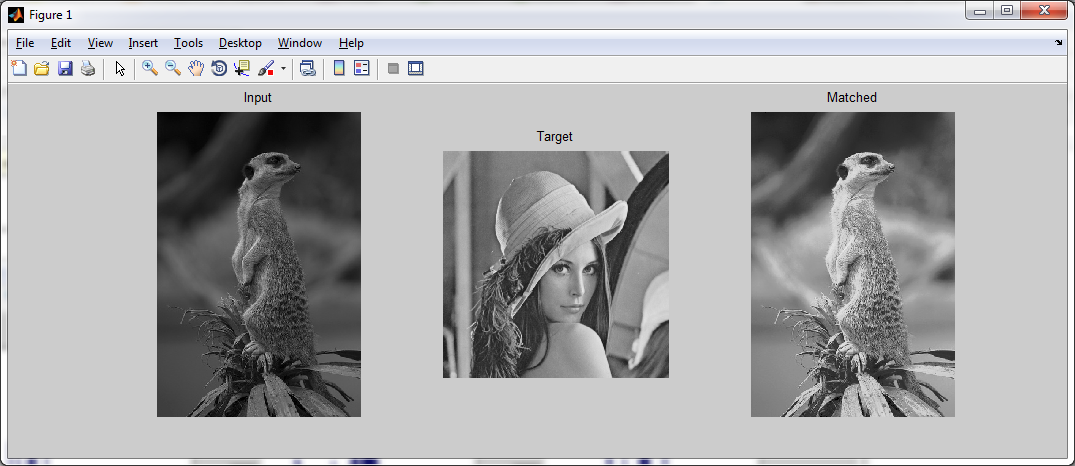 Figure 1
File Edit View Insert Tools Desktop Window Help
Input
Target
Matched